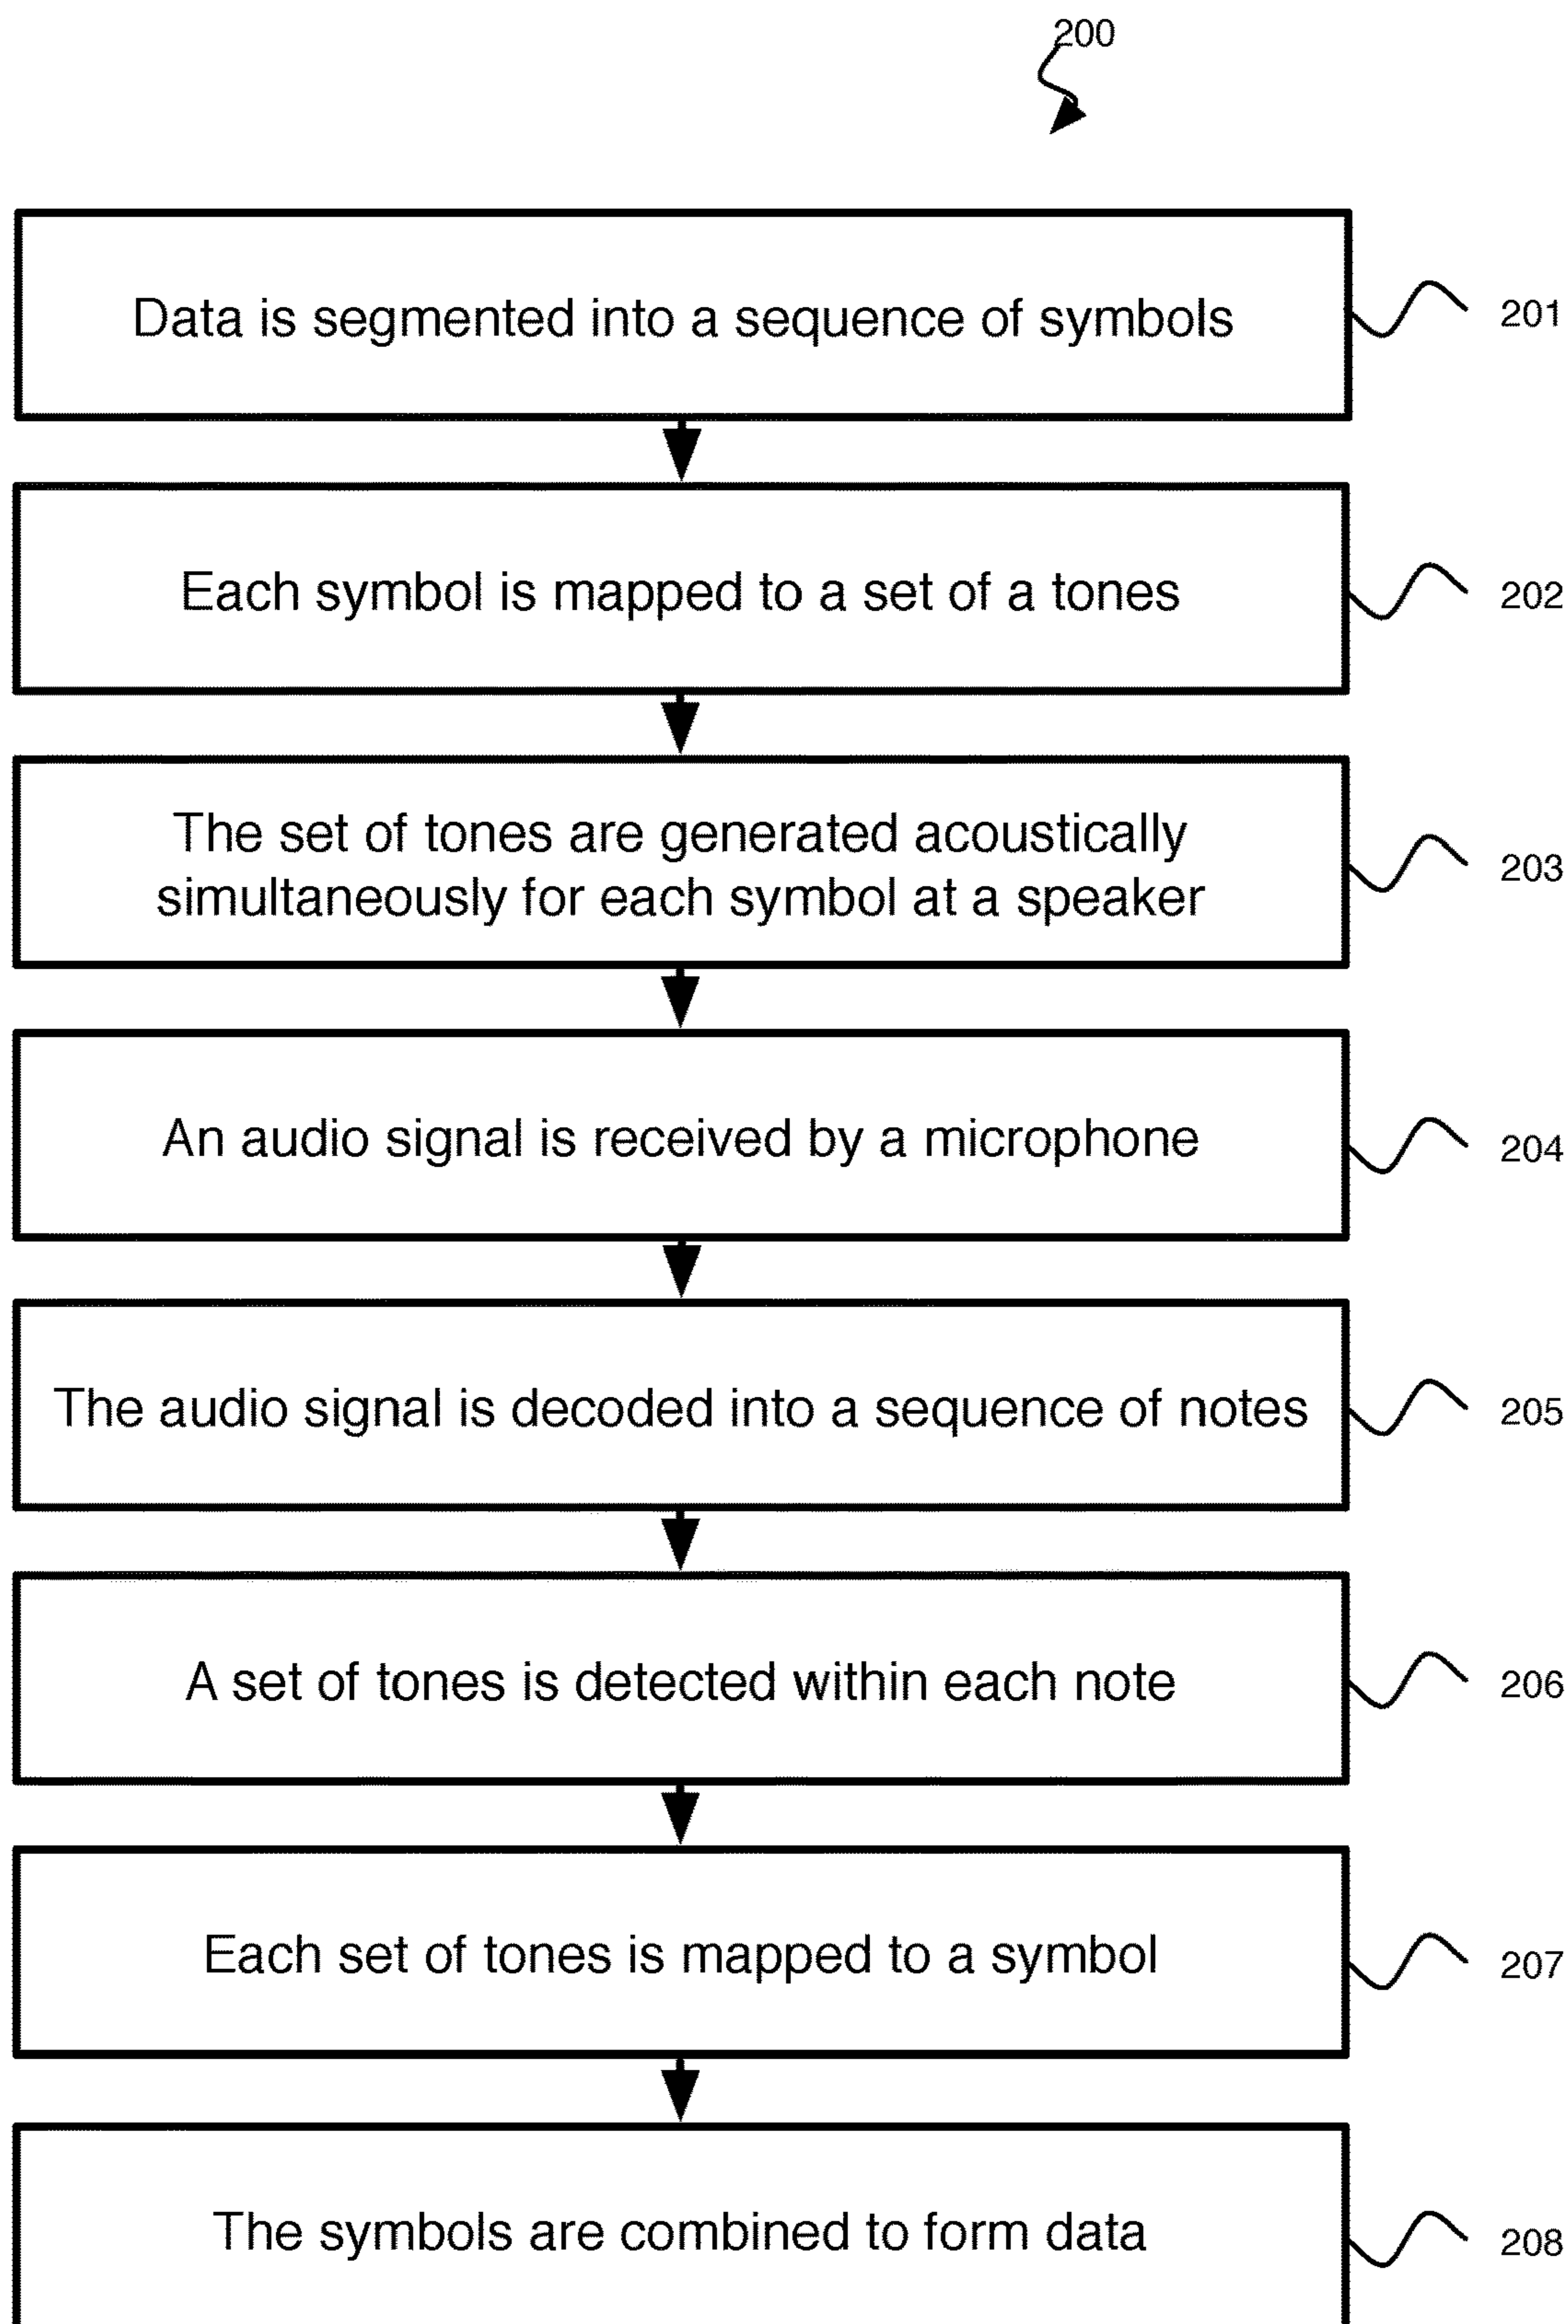 200
Data is segmented into a sequence of symbols
201
Each symbol is mapped to a set of a tones
202
The set of tones are generated acoustically
simultaneously for each symbol at a speaker
203
An audio signal is received by a microphone
204
The audio signal is decoded into a sequence of notes
205
A set of tones is detected within each note
206
Each set of tones is mapped to a symbol
207
The symbols are combined to form data
208